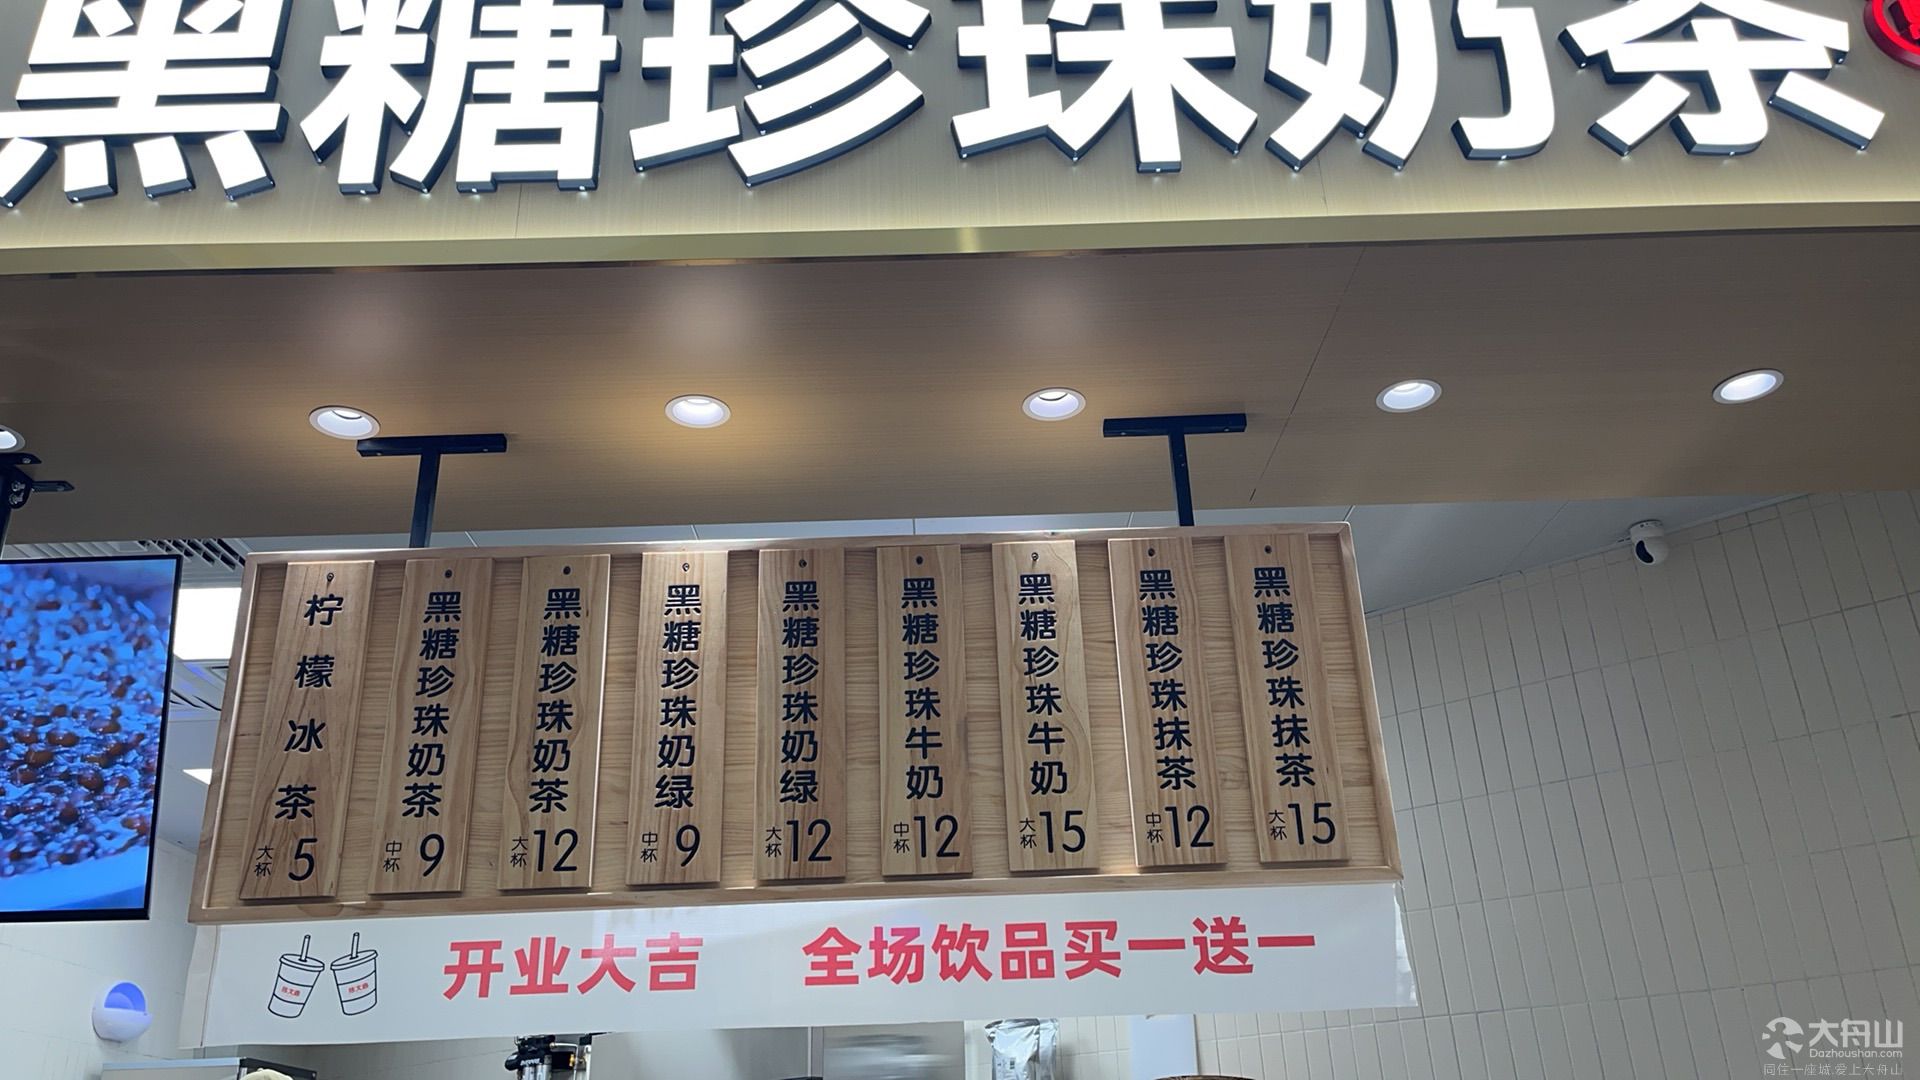 黑糖珍珠奶茶
柠檬冰茶
大杯 5
黑糖珍珠奶茶
中杯 9
黑糖珍珠奶茶
大杯 12
黑糖珍珠奶绿
中杯 9
黑糖珍珠奶绿
大杯 12
黑糖珍珠牛奶
中杯 12
黑糖珍珠牛奶
大杯 15
黑糖珍珠抹茶
中杯 12
黑糖珍珠抹茶
大杯 15
开业大吉 全场饮品买一送一
大舟山
Dazhoushan.com
同住一座城.爱上大舟山